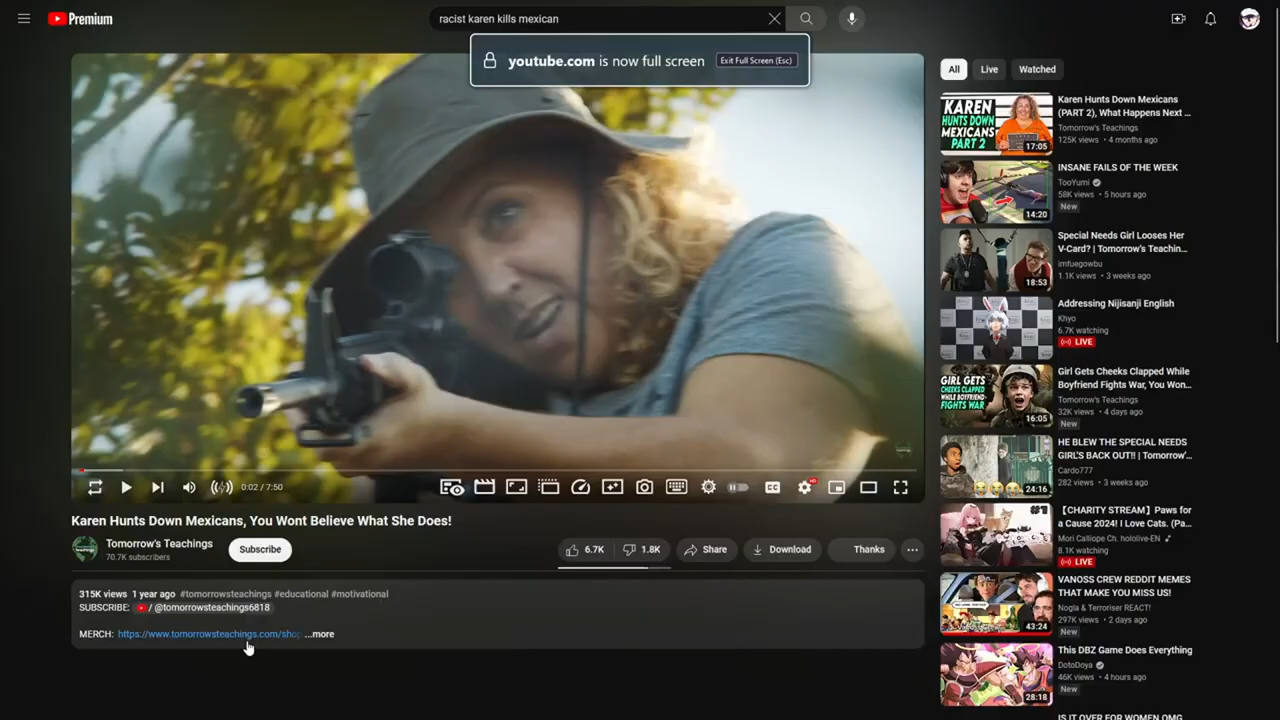 Premium
racist karen kills mexican
youtube.com is now full screen
Exit Full Screen (Esc)
0:02 / 7:50
CC
HD
Karen Hunts Down Mexicans, You Wont Believe What She Does!
Tomorrow's Teachings
70.7K subscribers
Subscribe
6.7K
1.8K
Share
Download
Thanks
315K views 1 year ago #tomorrowsteachings #educational #motivational
SUBSCRIBE: / @tomorrowsteachings6818
MERCH: https://www.tomorrowsteachings.com/shop ...more
All
Live
Watched
KAREN
HUNTS DOWN
MEXICANS
PART 2
17:05
Karen Hunts Down Mexicans
(PART 2), What Happens Next ...
Tomorrow's Teachings
125K views • 4 months ago
14:20
INSANE FAILS OF THE WEEK
TooYumi
58K views • 5 hours ago
New
18:53
Special Needs Girl Looses Her
V-Card? | Tomorrow's Teachin...
imfuegowbu
1.1K views • 3 weeks ago
Addressing Nijisanji English
Khyo
6.7K watching
LIVE
GIRL GETS
CHEEKS CLAPPED
WHILE BOYFRIEND
FIGHTS WAR
16:05
Girl Gets Cheeks Clapped While
Boyfriend Fights War, You Won...
Tomorrow's Teachings
32K views • 4 days ago
New
24:16
HE BLEW THE SPECIAL NEEDS
GIRL'S BACK OUT!! | Tomorrow'...
Cardo777
282 views • 3 weeks ago
#1
【CHARITY STREAM】Paws for
a Cause 2024! I Love Cats. (Pa...
Mori Calliope Ch. hololive-EN
8.1K watching
LIVE
43:24
VANOSS CREW REDDIT MEMES
THAT MAKE YOU MISS US!
Nogla & Terroriser REACT!
297K views • 2 days ago
New
28:18
This DBZ Game Does Everything
DotoDoya
46K views • 4 hours ago
New
IS IT OVER FOR WOMEN OMG